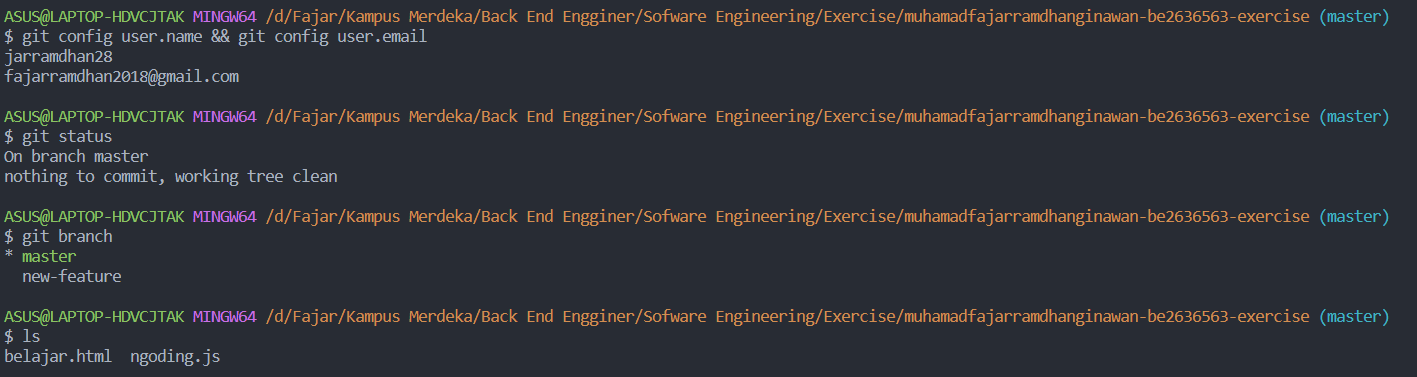 ASUS@LAPTOP-HDVCJTAK MINGW64 /d/Fajar/Kampus Merdeka/Back End Engginer/Sofware Engineering/Exercise/muhamadfajarramdhanginawan-be2636563-exercise (master)
$ git config user.name && git config user.email
jarramdhan28
fajarramdhan2018@gmail.com
ASUS@LAPTOP-HDVCJTAK MINGW64 /d/Fajar/Kampus Merdeka/Back End Engginer/Sofware Engineering/Exercise/muhamadfajarramdhanginawan-be2636563-exercise (master)
$ git status
On branch master
nothing to commit, working tree clean
ASUS@LAPTOP-HDVCJTAK MINGW64 /d/Fajar/Kampus Merdeka/Back End Engginer/Sofware Engineering/Exercise/muhamadfajarramdhanginawan-be2636563-exercise (master)
$ git branch
* master
  new-feature
ASUS@LAPTOP-HDVCJTAK MINGW64 /d/Fajar/Kampus Merdeka/Back End Engginer/Sofware Engineering/Exercise/muhamadfajarramdhanginawan-be2636563-exercise (master)
$ ls
belajar.html  ngoding.js